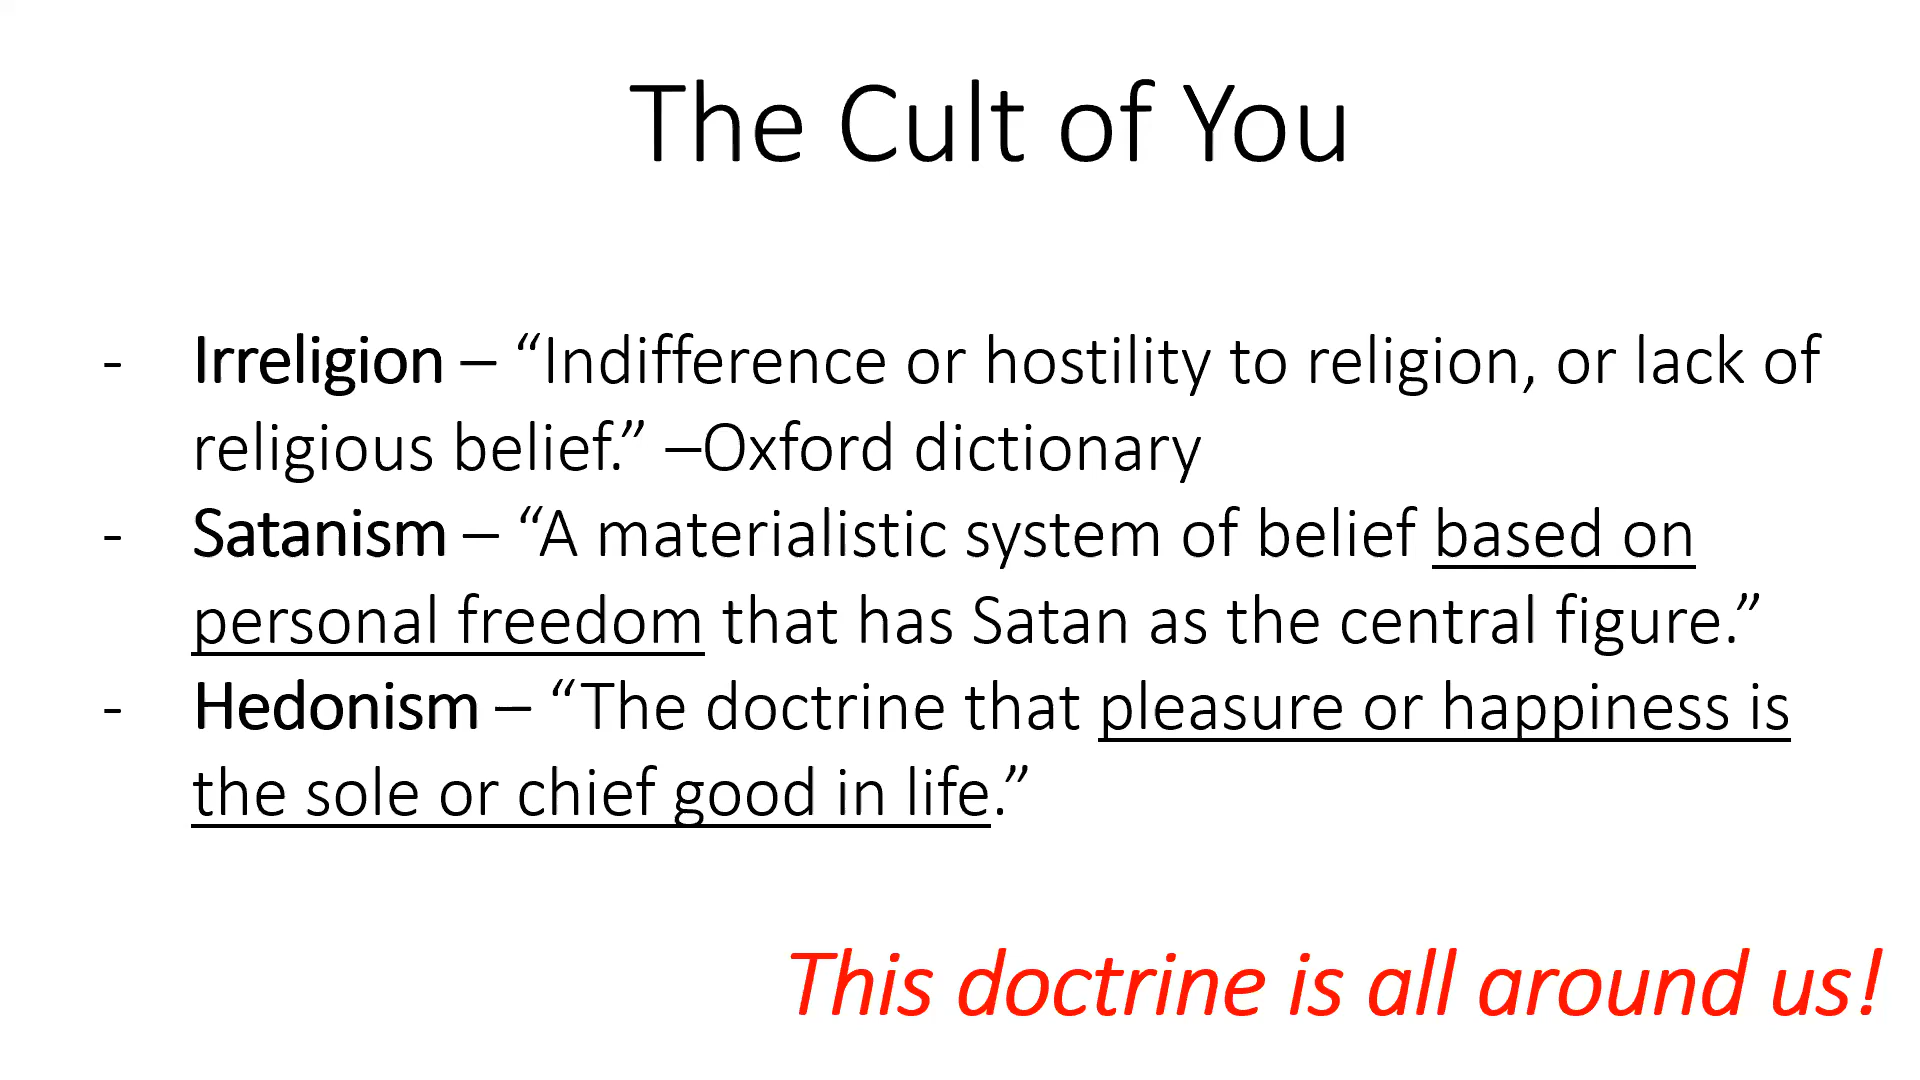 The Cult of You
- Irreligion – “Indifference or hostility to religion, or lack of
religious belief.” –Oxford dictionary
- Satanism – “A materialistic system of belief based on
personal freedom that has Satan as the central figure.”
- Hedonism – “The doctrine that pleasure or happiness is
the sole or chief good in life.”
This doctrine is all around us!